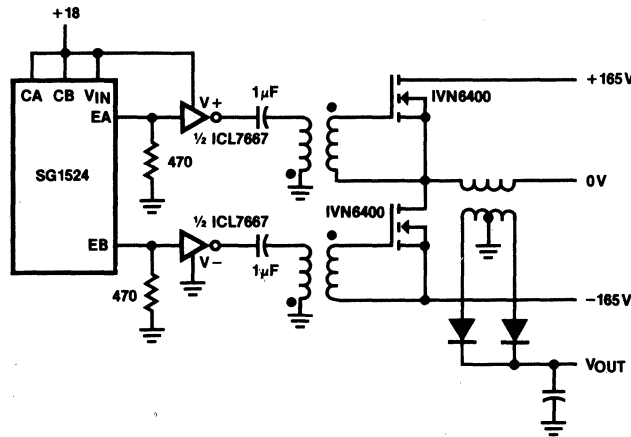 +18
CA CB VIN
EA
SG1524
EB
470
470
V+
½ ICL7667
1µF
½ ICL7667
V−
1µF
IVN6400
IVN6400
+165V
0V
−165V
VOUT